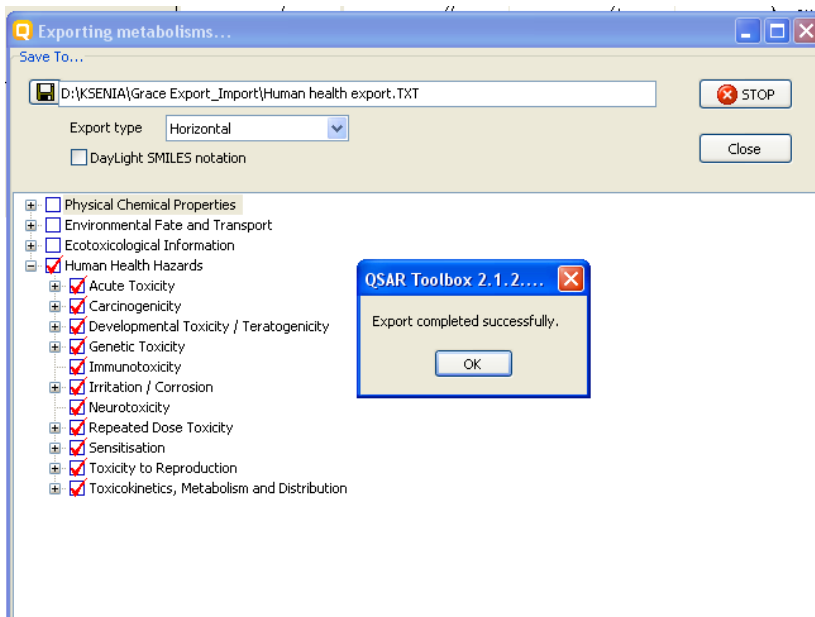 Exporting metabolisms...
Save To...
D:\KSENIA\Grace Export_Import\Human health export.TXT
STOP
Export type Horizontal
Close
DayLight SMILES notation
Physical Chemical Properties
Environmental Fate and Transport
Ecotoxicological Information
Human Health Hazards
Acute Toxicity
Carcinogenicity
Developmental Toxicity / Teratogenicity
Genetic Toxicity
Immunotoxicity
Irritation / Corrosion
Neurotoxicity
Repeated Dose Toxicity
Sensitisation
Toxicity to Reproduction
Toxicokinetics, Metabolism and Distribution
QSAR Toolbox 2.1.2....
Export completed successfully.
OK